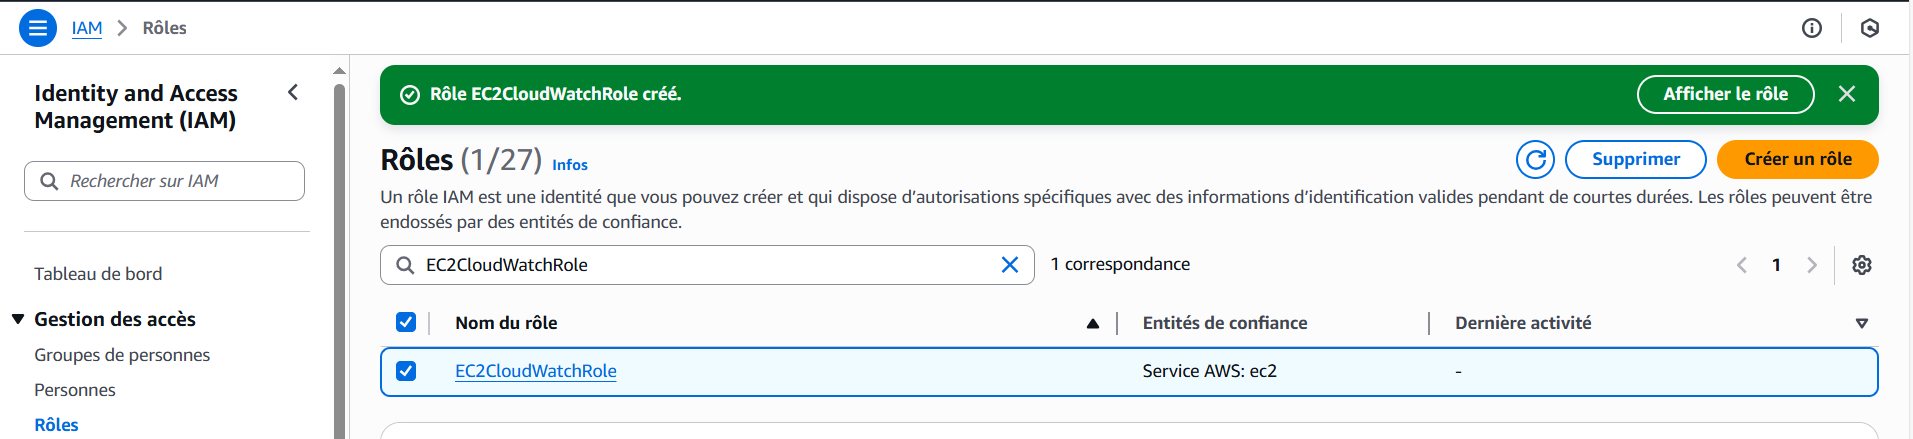 IAM > Rôles
Identity and Access
Management (IAM)
Rechercher sur IAM
Tableau de bord
Gestion des accès
Groupes de personnes
Personnes
Rôles
Rôle EC2CloudWatchRole créé.
Afficher le rôle
Rôles (1/27) Infos
Supprimer
Créer un rôle
Un rôle IAM est une identité que vous pouvez créer et qui dispose d’autorisations spécifiques avec des informations d’identification valides pendant de courtes durées. Les rôles peuvent être
endossés par des entités de confiance.
EC2CloudWatchRole
1 correspondance
1
Nom du rôle
Entités de confiance
Dernière activité
EC2CloudWatchRole
Service AWS: ec2
-